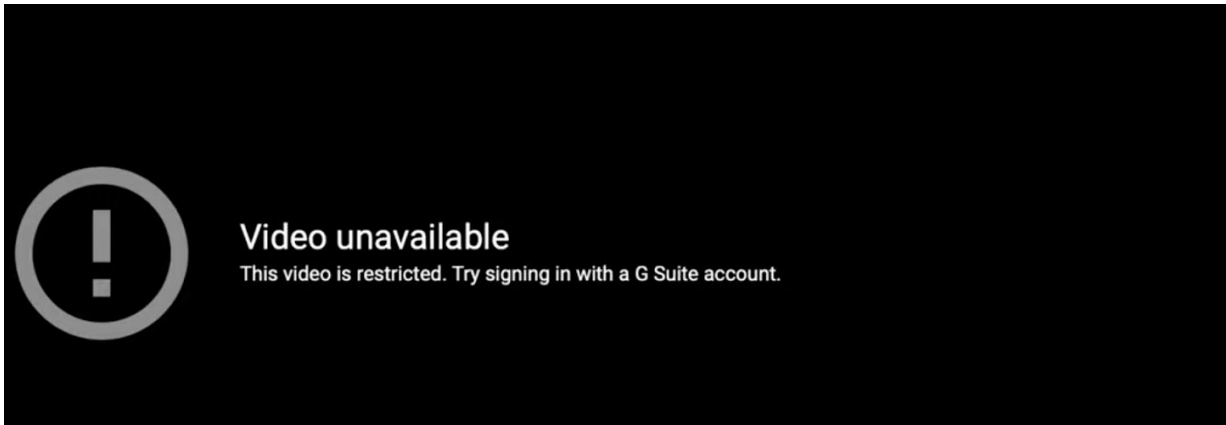 Video unavailable
This video is restricted. Try signing in with a G Suite account.